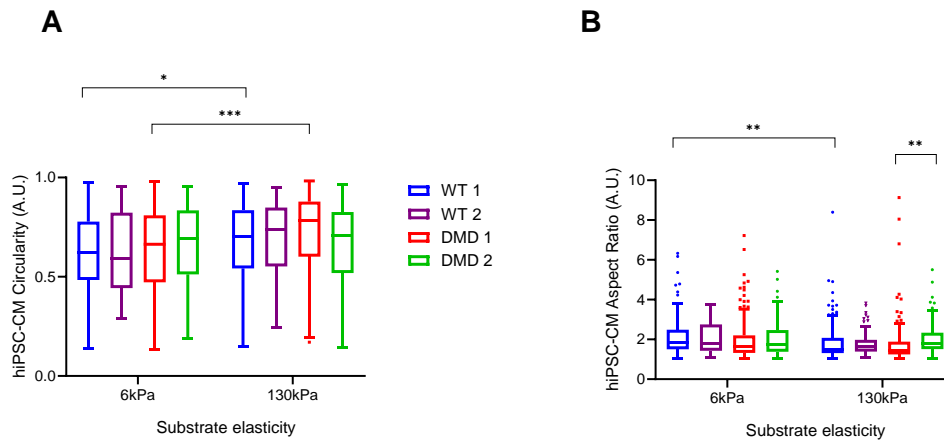 A
B
*
***
**
**
hiPSC-CM Circularity (A.U.)
1.0
0.5
0.0
6kPa
130kPa
Substrate elasticity
WT 1
WT 2
DMD 1
DMD 2
hiPSC-CM Aspect Ratio (A.U.)
10
8
6
4
2
0
6kPa
130kPa
Substrate elasticity